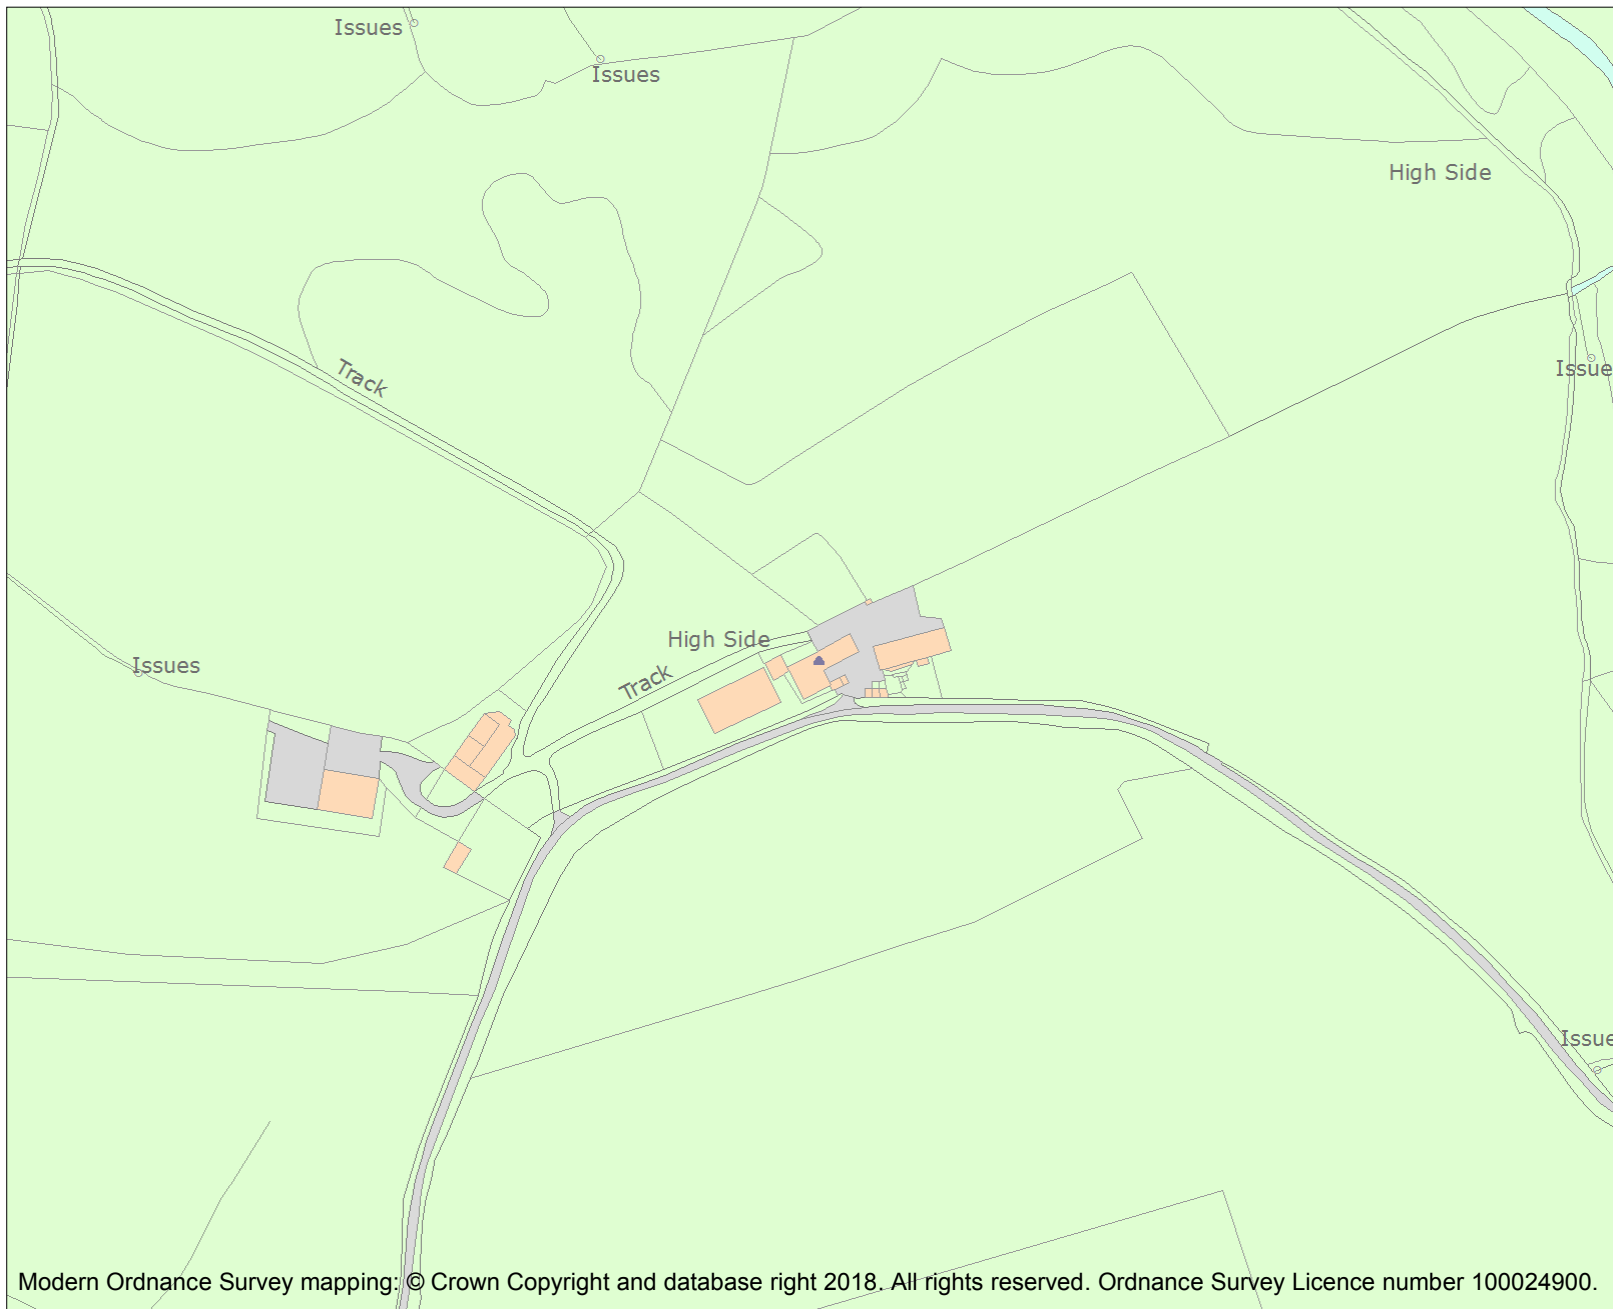 Issues
Issues
High Side
Issue
Track
High Side
Issues
Track
Issue
Modern Ordnance Survey mapping: © Crown Copyright and database right 2018. All rights reserved. Ordnance Survey Licence number 100024900.